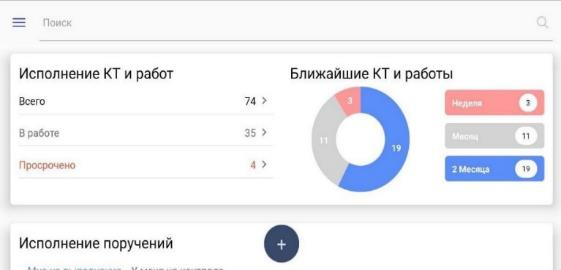 Поиск
Исполнение КТ и работ
Всего 74 >
В работе 35 >
Просрочено 4 >
Ближайшие КТ и работы
3
11
19
Неделя 3
Месяц 11
2 Месяца 19
Исполнение поручений
+